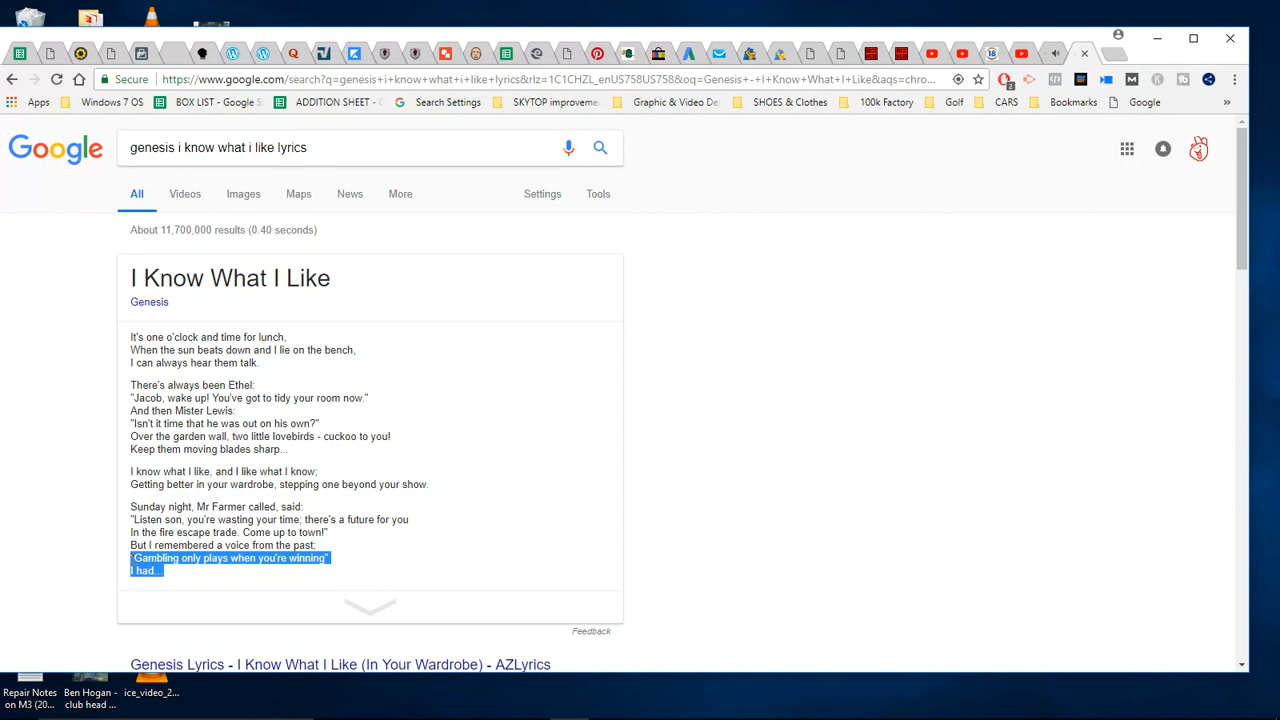 Secure
https://www.google.com/search?q=genesis+i+know+what+i+like+lyrics&rlz=1C1CHZL_enUS758US758&oq=Genesis+-+I+Know+What+I+Like&aqs=chro...
2
Apps
Windows 7 OS
BOX LIST - Google S
ADDITION SHEET - G
Search Settings
SKYTOP improveme
Graphic & Video De
SHOES & Clothes
100k Factory
Golf
CARS
Bookmarks
Google
Google
genesis i know what i like lyrics
All
Videos
Images
Maps
News
More
Settings
Tools
About 11,700,000 results (0.40 seconds)
I Know What I Like
Genesis
It's one o'clock and time for lunch,
When the sun beats down and I lie on the bench,
I can always hear them talk.
There's always been Ethel:
"Jacob, wake up! You've got to tidy your room now."
And then Mister Lewis:
"Isn't it time that he was out on his own?"
Over the garden wall, two little lovebirds - cuckoo to you!
Keep them moving blades sharp...
I know what I like, and I like what I know;
Getting better in your wardrobe, stepping one beyond your show.
Sunday night, Mr Farmer called, said:
"Listen son, you're wasting your time; there's a future for you
In the fire escape trade. Come up to town!"
But I remembered a voice from the past;
"Gambling only plays when you're winning"
I had...
Feedback
Genesis Lyrics - I Know What I Like (In Your Wardrobe) - AZLyrics
Repair Notes
on M3 (20...
Ben Hogan -
club head ...
ice_video_2...